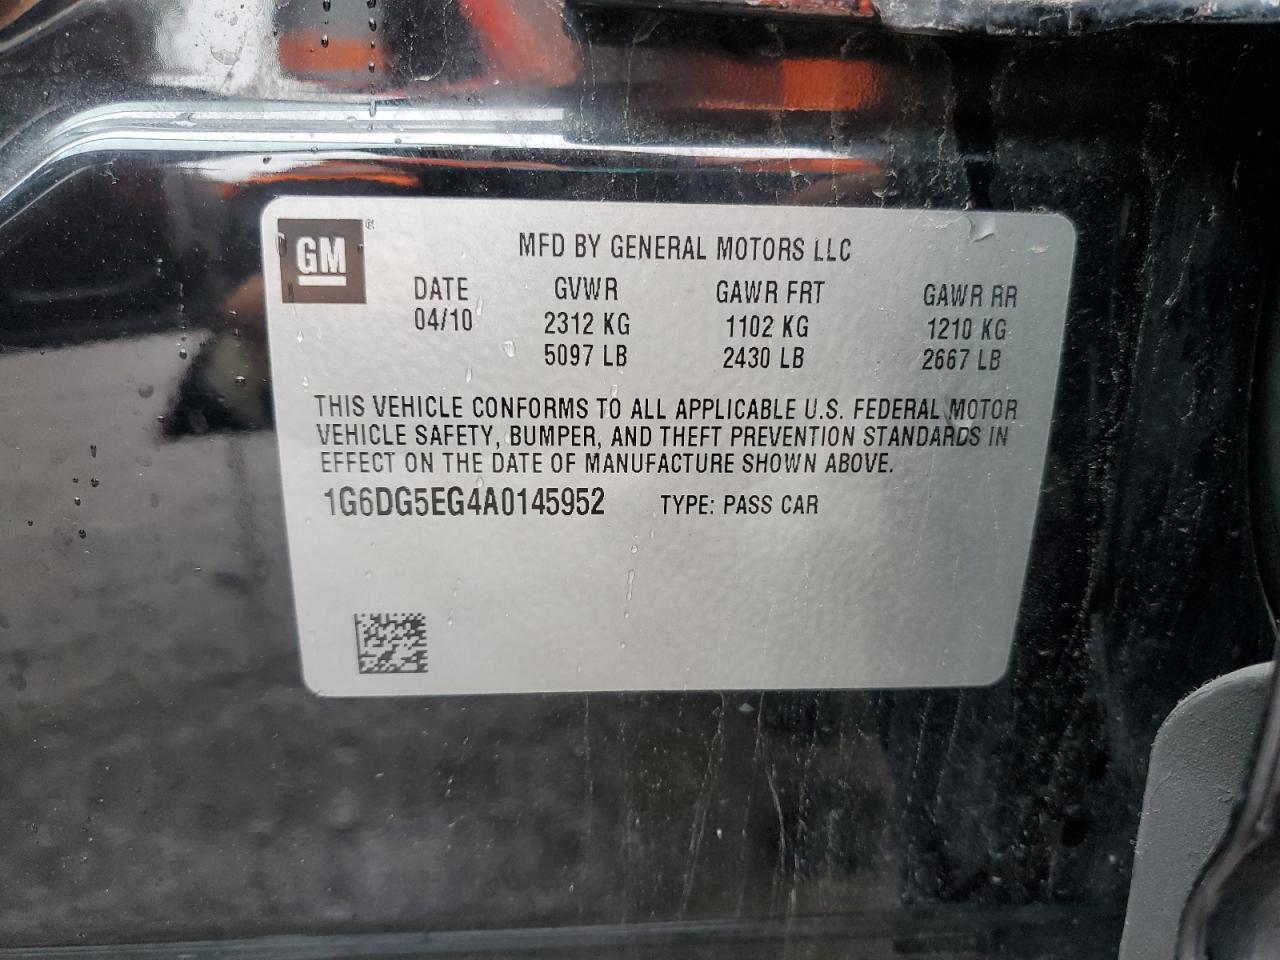 GM®
MFD BY GENERAL MOTORS LLC
DATE GVWR GAWR FRT GAWR RR
04/10 2312 KG 1102 KG 1210 KG
5097 LB 2430 LB 2667 LB
THIS VEHICLE CONFORMS TO ALL APPLICABLE U.S. FEDERAL MOTOR
VEHICLE SAFETY, BUMPER, AND THEFT PREVENTION STANDARDS IN
EFFECT ON THE DATE OF MANUFACTURE SHOWN ABOVE.
1G6DG5EG4A0145952 TYPE: PASS CAR